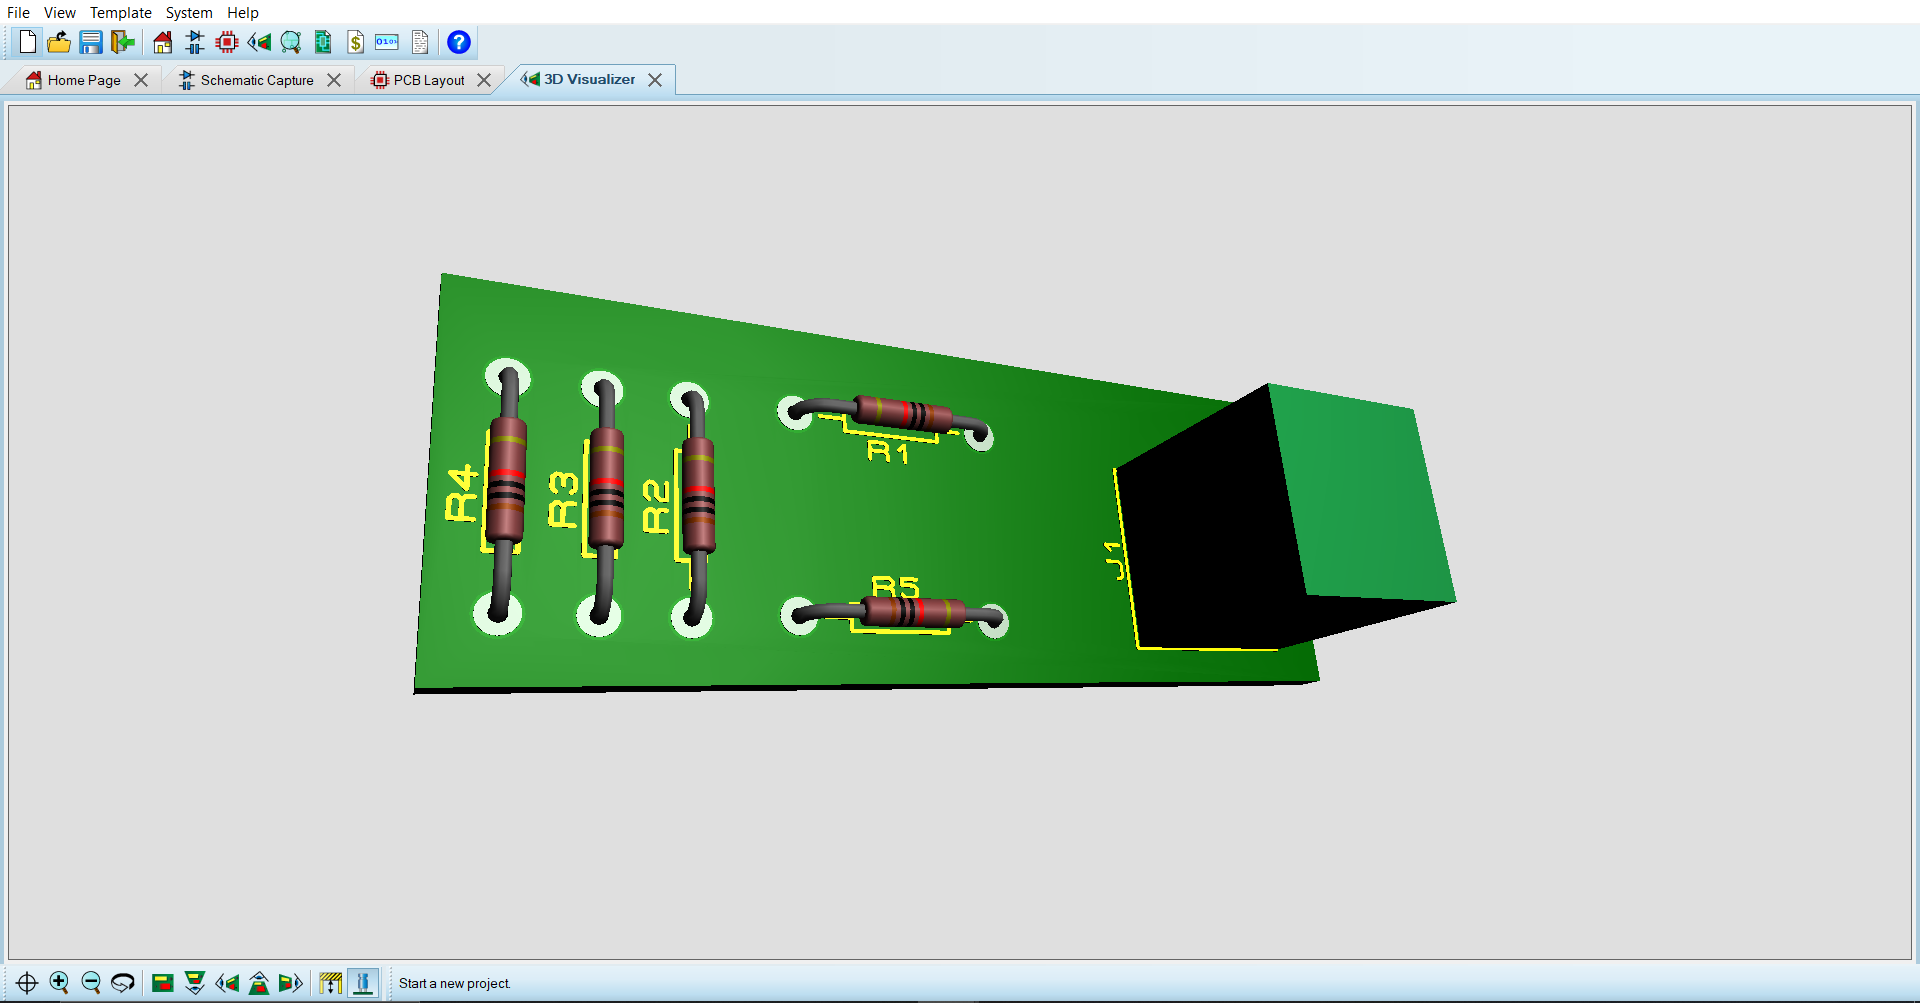 File View Template System Help
Home Page Schematic Capture PCB Layout 3D Visualizer
R4
R3
R2
R1
R5
J1
Start a new project.